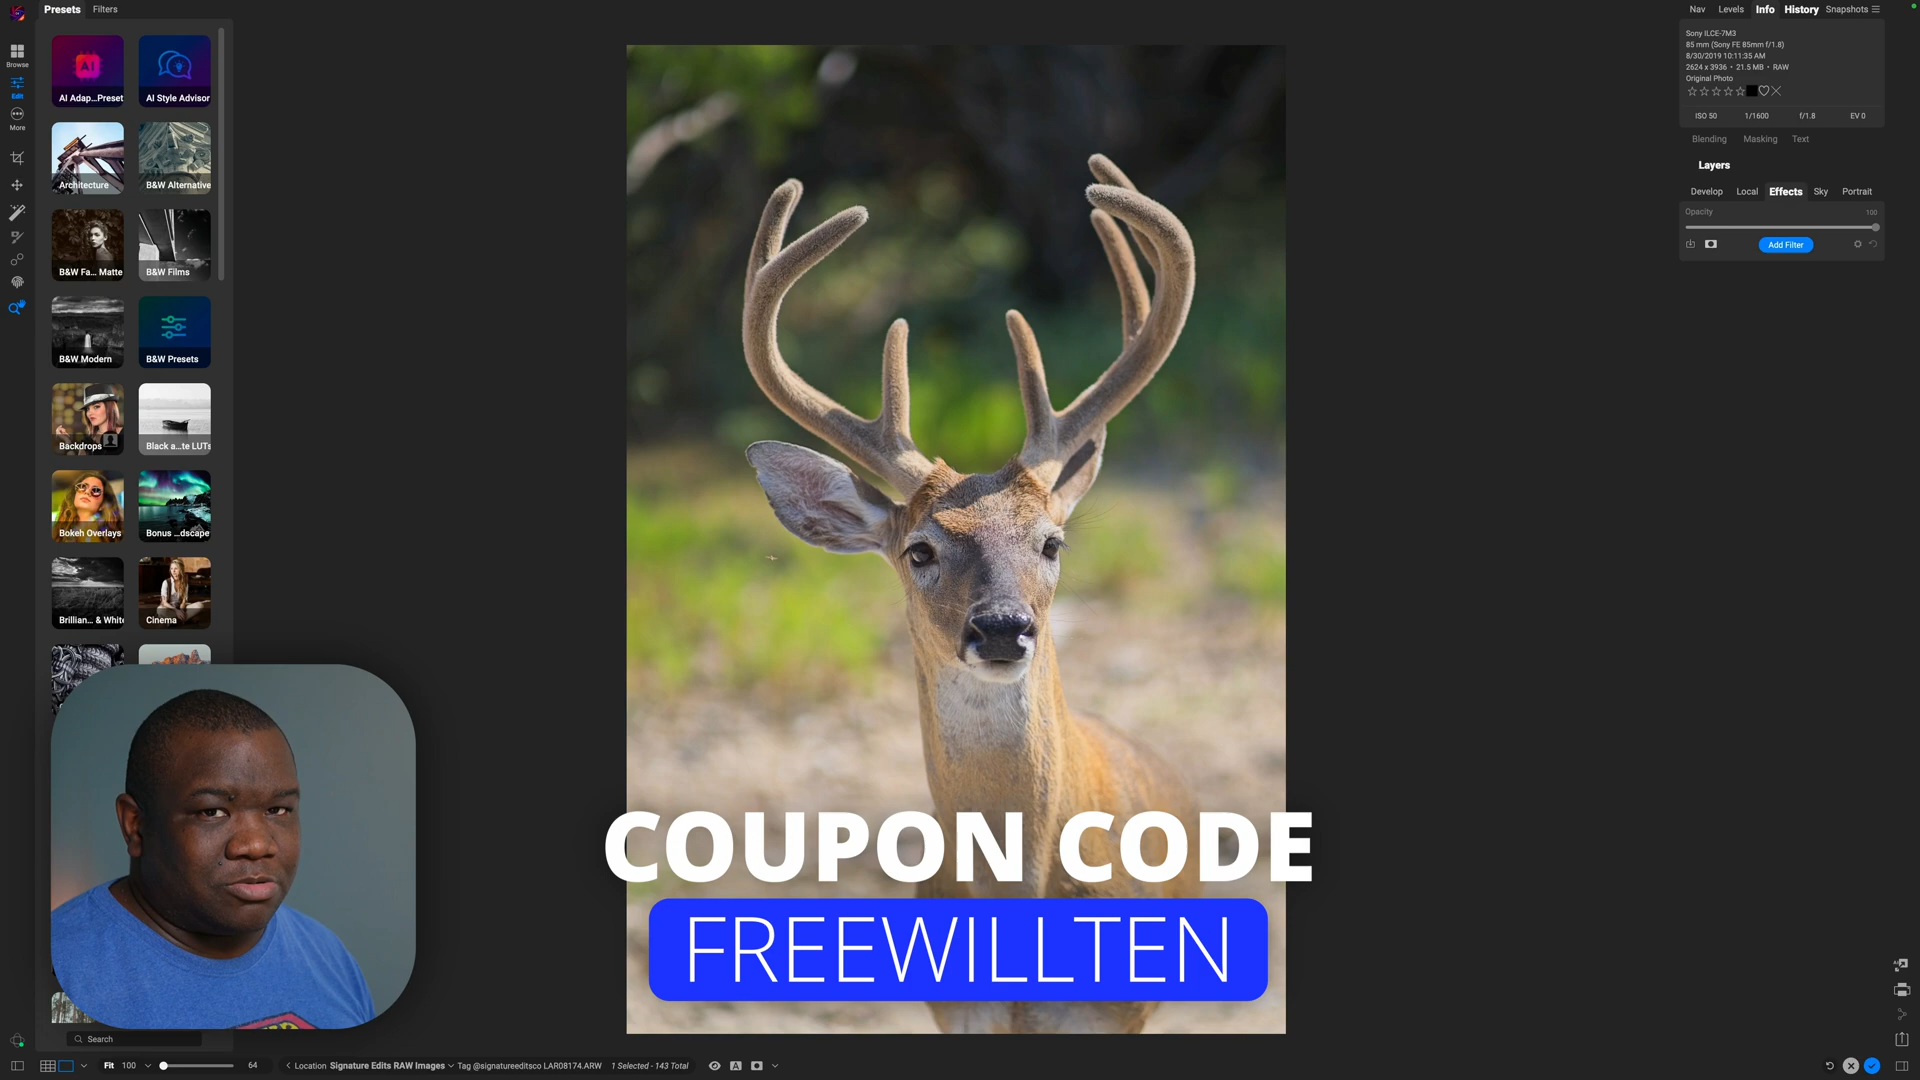 Presets Filters
Browse
Edit
More
AI Adap...Preset
AI Style Advisor
Architecture
B&W Alternative
B&W Fa... Matte
B&W Films
B&W Modern
B&W Presets
Backdrops
Black a...te LUTs
Bokeh Overlays
Bonus ...dscape
Brillian... & White
Cinema
Search
COUPON CODE
FREEWILLTEN
Nav Levels Info History Snapshots
Sony ILCE-7M3
85 mm (Sony FE 85mm f/1.8)
8/30/2019 10:11:35 AM
2624 x 3936 • 21.5 MB • RAW
Original Photo
ISO 50 1/1600 f/1.8 EV 0
Blending Masking Text
Layers
Develop Local Effects Sky Portrait
Opacity 100
Add Filter
Fit 100 64 Location Signature Edits RAW Images Tag @signatureeditsco LAR08174.ARW 1 Selected - 143 Total